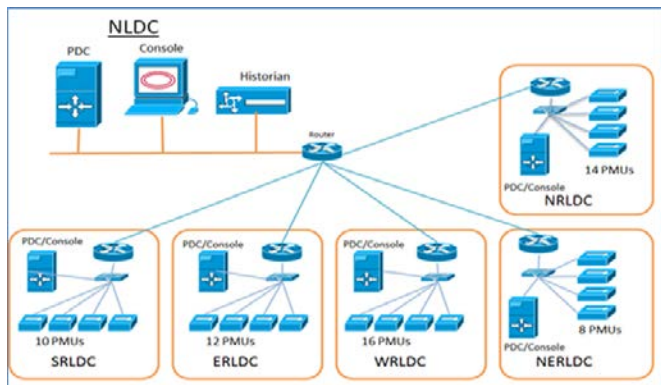 NLDC
PDC
Console
Historian
Router
PDC/Console
14 PMUs
NRLDC
PDC/Console
10 PMUs
SRLDC
PDC/Console
12 PMUs
ERLDC
PDC/Console
16 PMUs
WRLDC
8 PMUs
PDC/Console
NERLDC